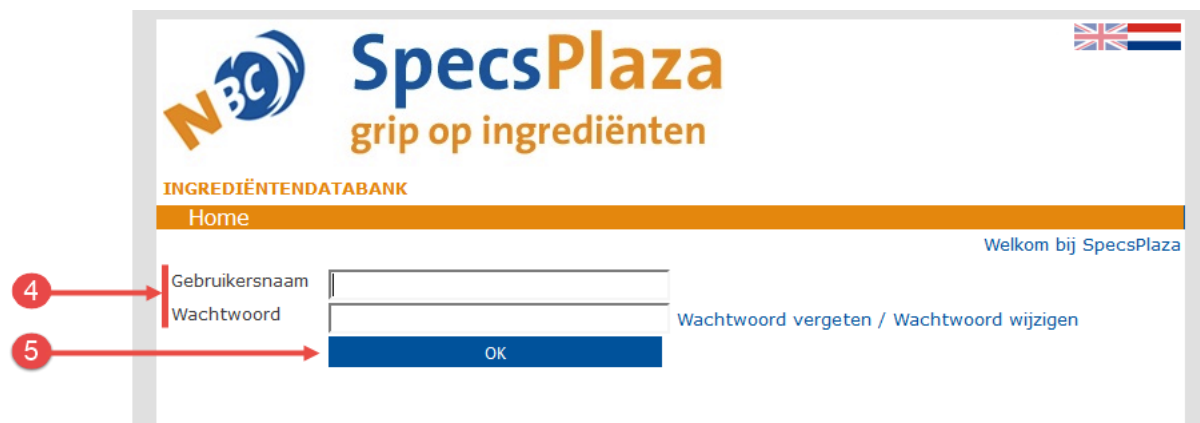 NBC
SpecsPlaza
grip op ingrediënten
INGREDIËNTENDATABANK
Home
Welkom bij SpecsPlaza
4
Gebruikersnaam
Wachtwoord
Wachtwoord vergeten / Wachtwoord wijzigen
5
OK